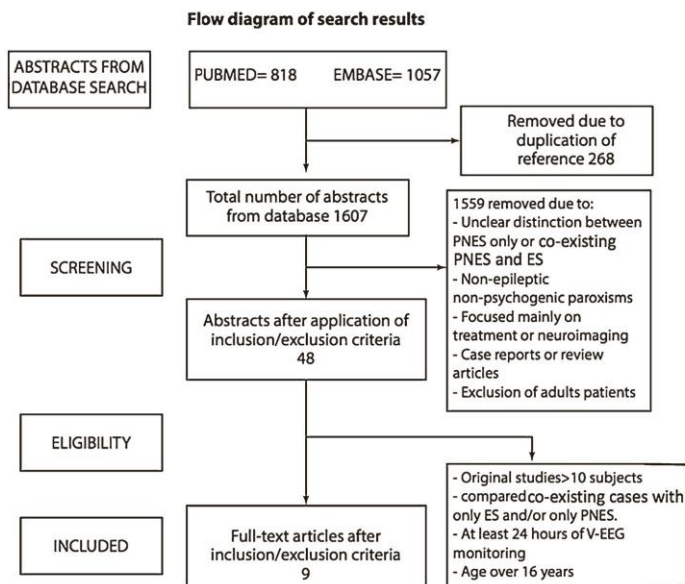 Flow diagram of search results
ABSTRACTS FROM
DATABASE SEARCH
PUBMED= 818 EMBASE= 1057
Removed due to
duplication of
reference 268
Total number of abstracts
from database 1607
1559 removed due to:
- Unclear distinction between
PNES only or co-existing
PNES and ES
- Non-epileptic
non-psychogenic paroxisms
- Focused mainly on
treatment or neuroimaging
- Case reports or review
articles
- Exclusion of adults patients
SCREENING
Abstracts after application of
inclusion/exclusion criteria
48
ELIGIBILITY
- Original studies>10 subjects
- compared co-existing cases with
only ES and/or only PNES.
- At least 24 hours of V-EEG
monitoring
- Age over 16 years
INCLUDED
Full-text articles after
inclusion/exclusion criteria
9